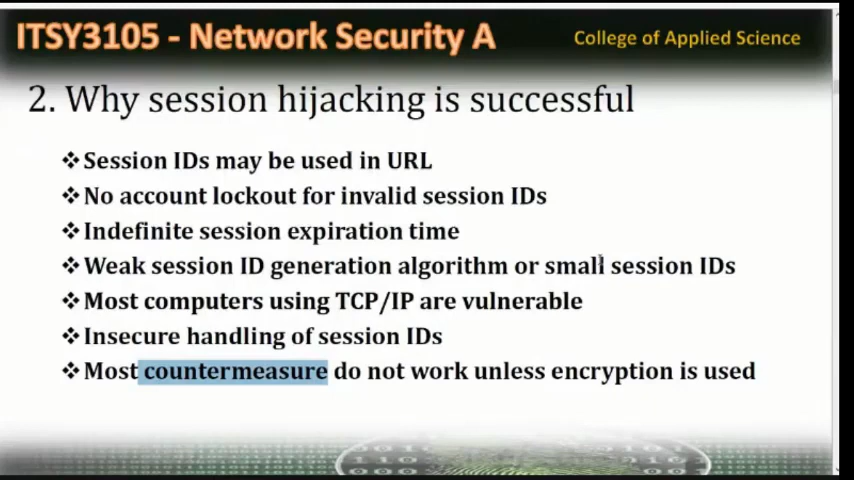 ITSY3105 - Network Security A
College of Applied Science
2. Why session hijacking is successful
❖Session IDs may be used in URL
❖No account lockout for invalid session IDs
❖Indefinite session expiration time
❖Weak session ID generation algorithm or small session IDs
❖Most computers using TCP/IP are vulnerable
❖Insecure handling of session IDs
❖Most countermeasure do not work unless encryption is used